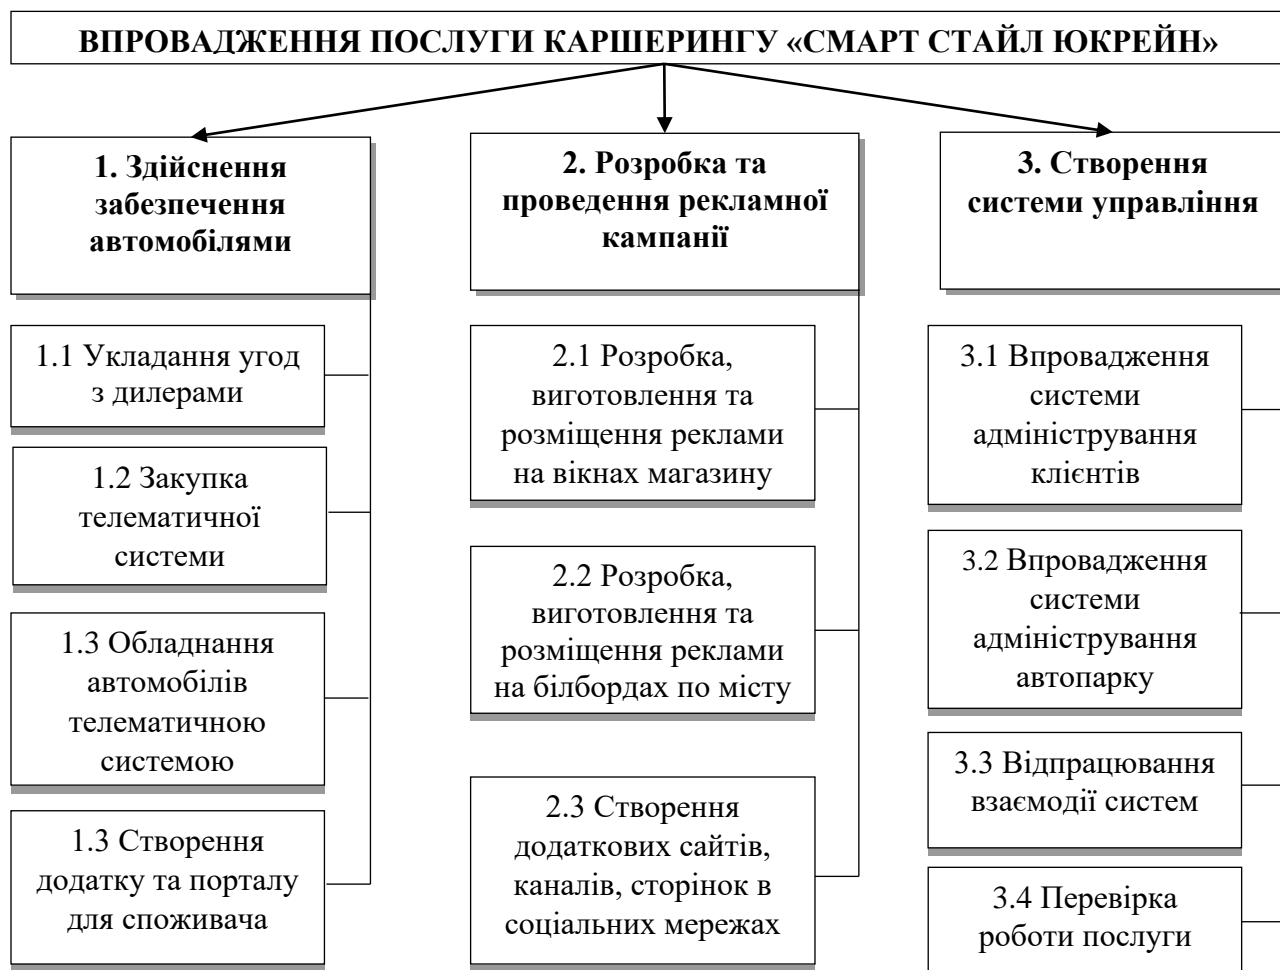 ВПРОВАДЖЕННЯ ПОСЛУГИ КАРШЕРИНГУ «СМАРТ СТАЙЛ ЮКРЕЙН»
1. Здійснення
забезпечення
автомобілями
1.1 Укладання угод
з дилерами
1.2 Закупка
телематичної
системи
1.3 Обладнання
автомобілів
телематичною
системою
1.3 Створення
додатку та порталу
для споживача
2. Розробка та
проведення рекламної
кампанії
2.1 Розробка,
виготовлення та
розміщення реклами
на вікнах магазину
2.2 Розробка,
виготовлення та
розміщення реклами
на білбордах по місту
2.3 Створення
додаткових сайтів,
каналів, сторінок в
соціальних мережах
3. Створення
системи управління
3.1 Впровадження
системи
адміністрування
клієнтів
3.2 Впровадження
системи
адміністрування
автопарку
3.3 Відпрацювування
взаємодії систем
3.4 Перевірка
роботи послуги